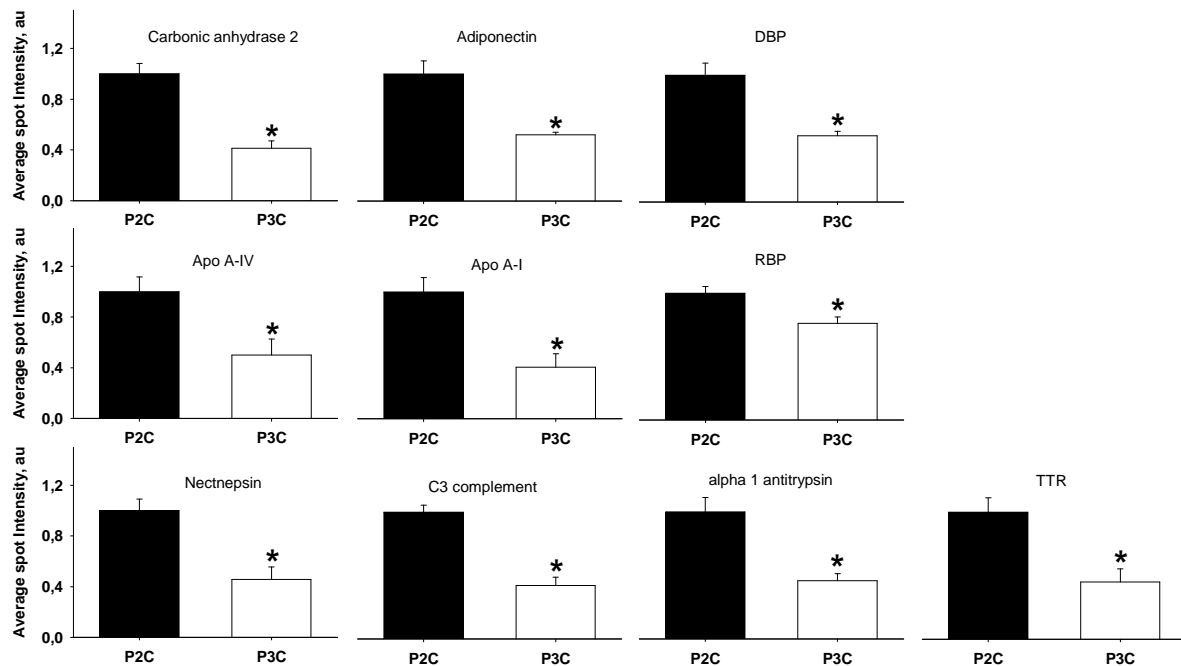 Average spot Intensity, au
1,2
0,8
0,4
0,0
Carbonic anhydrase 2
*
P2C
P3C
Adiponectin
*
P2C
P3C
DBP
*
P2C
P3C
Average spot Intensity, au
1,2
0,8
0,4
0,0
Apo A-IV
*
P2C
P3C
Apo A-I
*
P2C
P3C
RBP
*
P2C
P3C
Average spot Intensity, au
1,2
0,8
0,4
0,0
Nectnepsin
*
P2C
P3C
C3 complement
*
P2C
P3C
alpha 1 antitrypsin
*
P2C
P3C
TTR
*
P2C
P3C